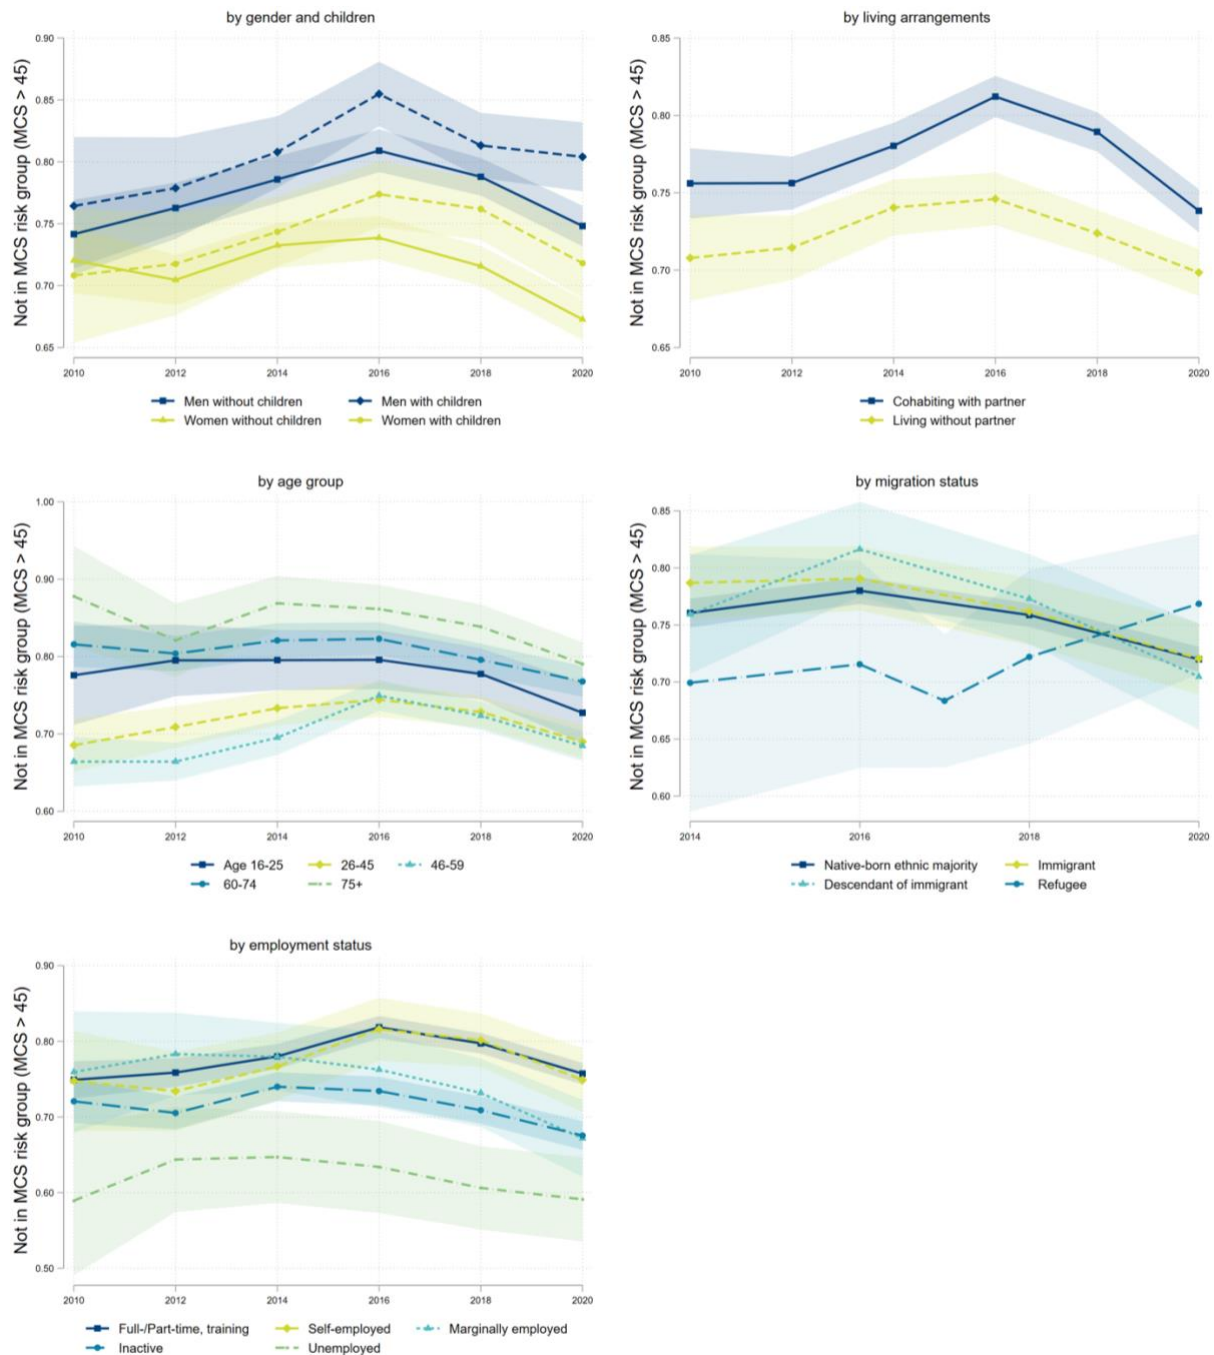 by gender and children
Not in MCS risk group (MCS > 45)
0.90
0.85
0.80
0.75
0.70
0.65
2010 2012 2014 2016 2018 2020
Men without children Men with children
Women without children Women with children
by living arrangements
Not in MCS risk group (MCS > 45)
0.85
0.80
0.75
0.70
0.65
2010 2012 2014 2016 2018 2020
Cohabiting with partner
Living without partner
by age group
Not in MCS risk group (MCS > 45)
1.00
0.90
0.80
0.70
0.60
2010 2012 2014 2016 2018 2020
Age 16-25 26-45 46-59
60-74 75+
by migration status
Not in MCS risk group (MCS > 45)
0.85
0.80
0.75
0.70
0.65
0.60
2014 2016 2018 2020
Native-born ethnic majority Immigrant
Descendant of immigrant Refugee
by employment status
Not in MCS risk group (MCS > 45)
0.90
0.80
0.70
0.60
0.50
2010 2012 2014 2016 2018 2020
Full-/Part-time, training Self-employed Marginally employed
Inactive Unemployed